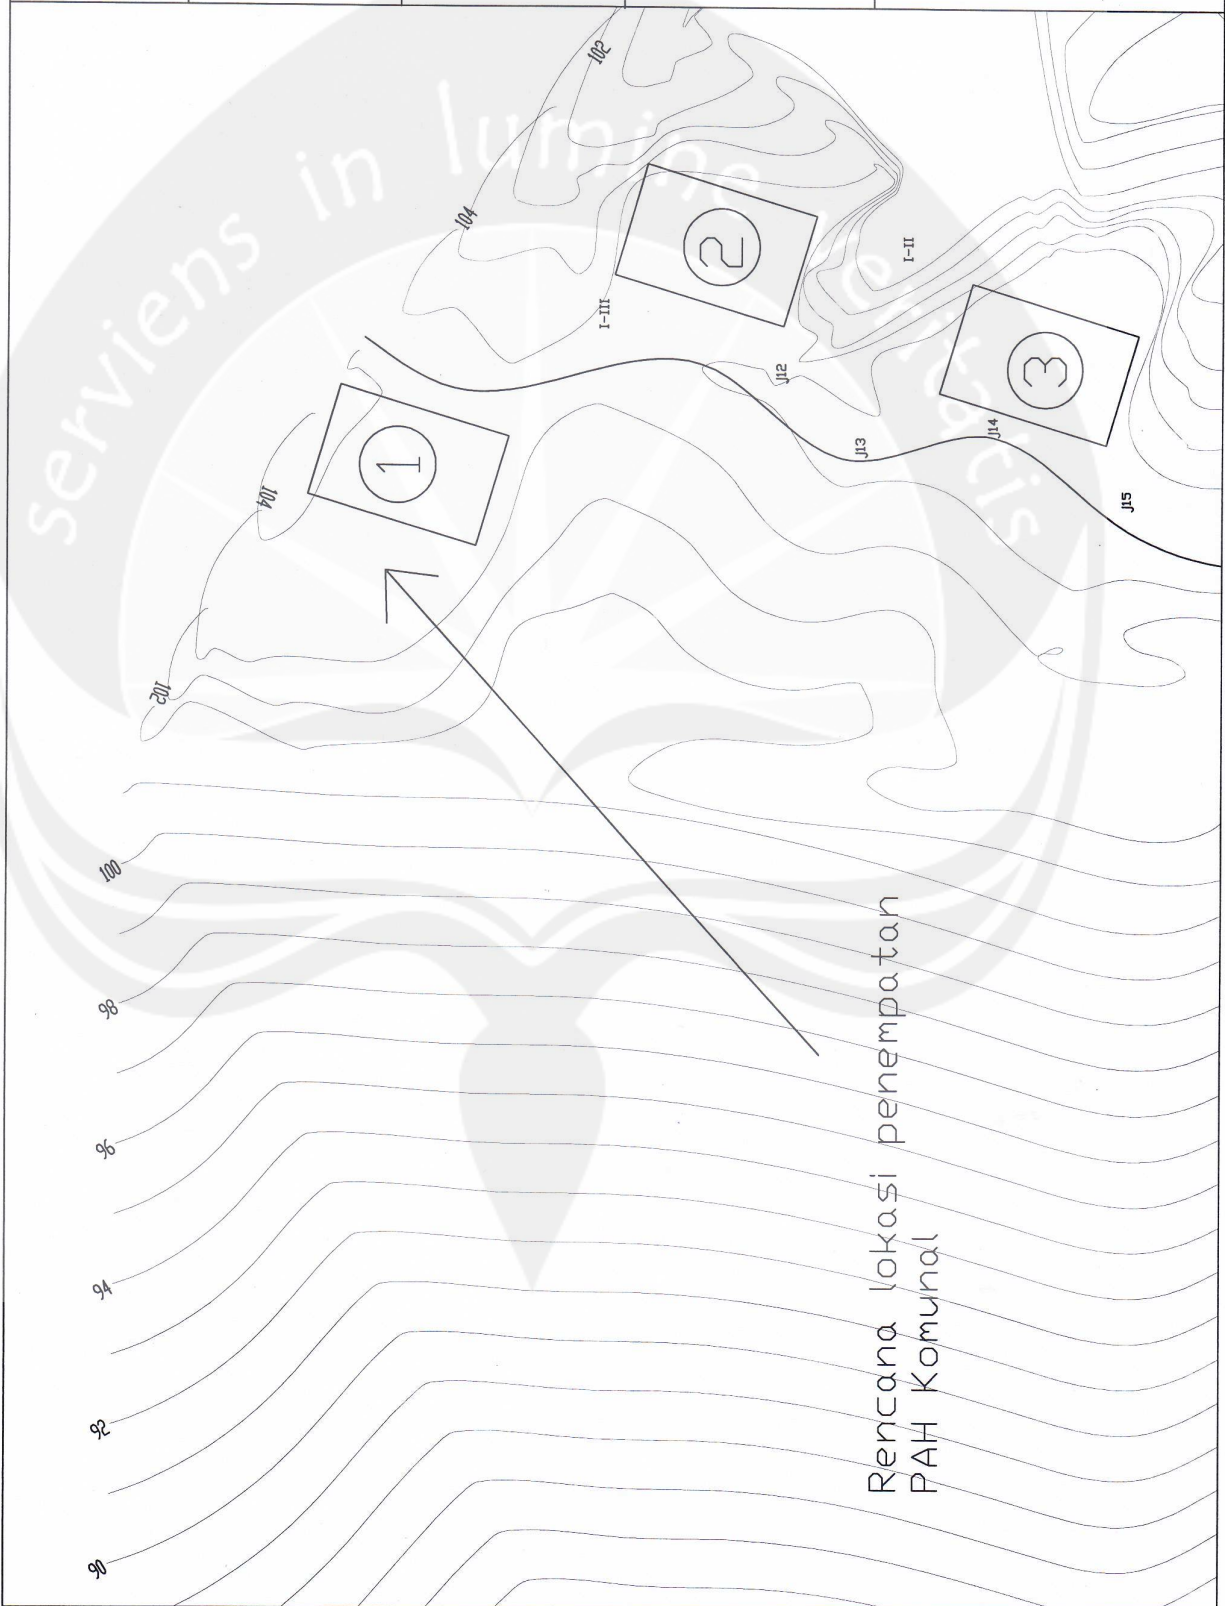 102
104
2
I-II
I-III
3
J12
1
J14
J13
104
J15
102
100
98
96
94
92
90
Rencana lokasi penempatan
PAH Komunal
serviens in lumine veritatis